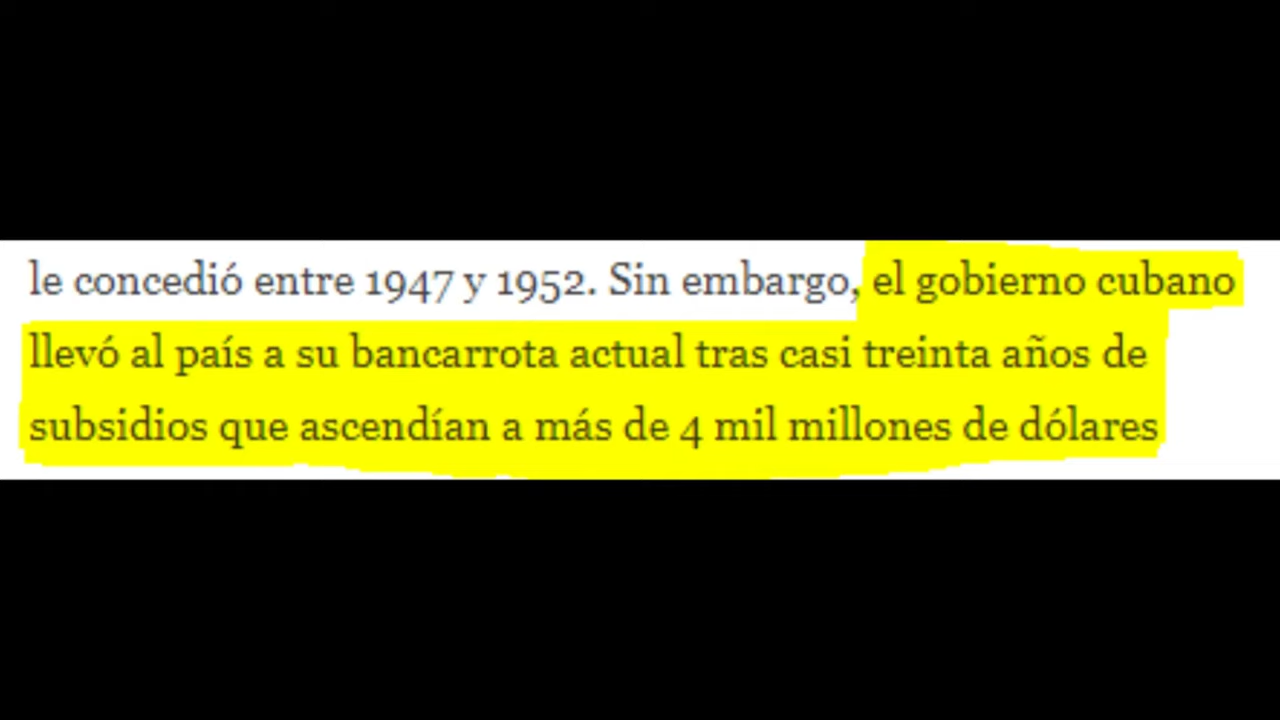 le concedió entre 1947 y 1952. Sin embargo, el gobierno cubano
llevó al país a su bancarrota actual tras casi treinta años de
subsidios que ascendían a más de 4 mil millones de dólares